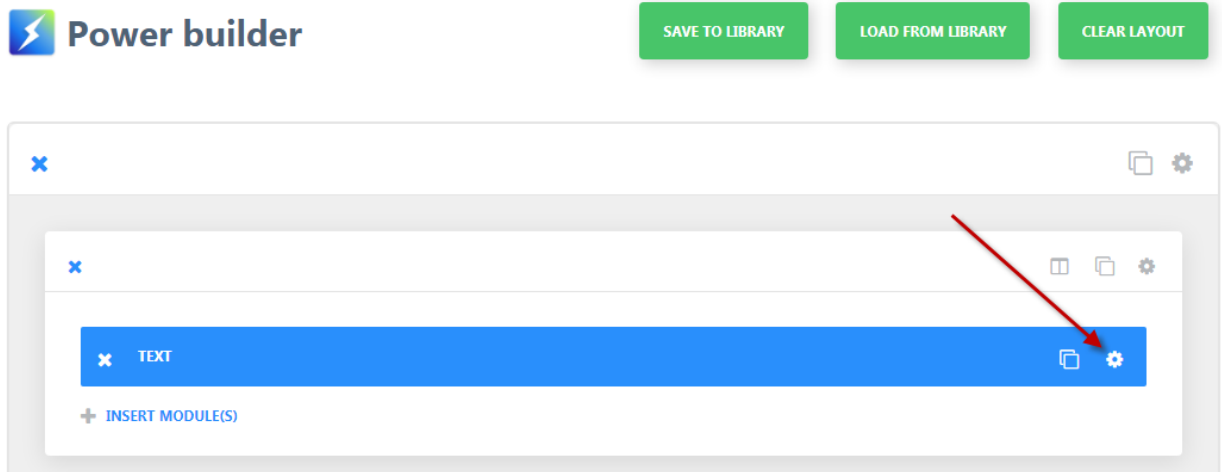 Power builder
SAVE TO LIBRARY
LOAD FROM LIBRARY
CLEAR LAYOUT
TEXT
INSERT MODULE(S)